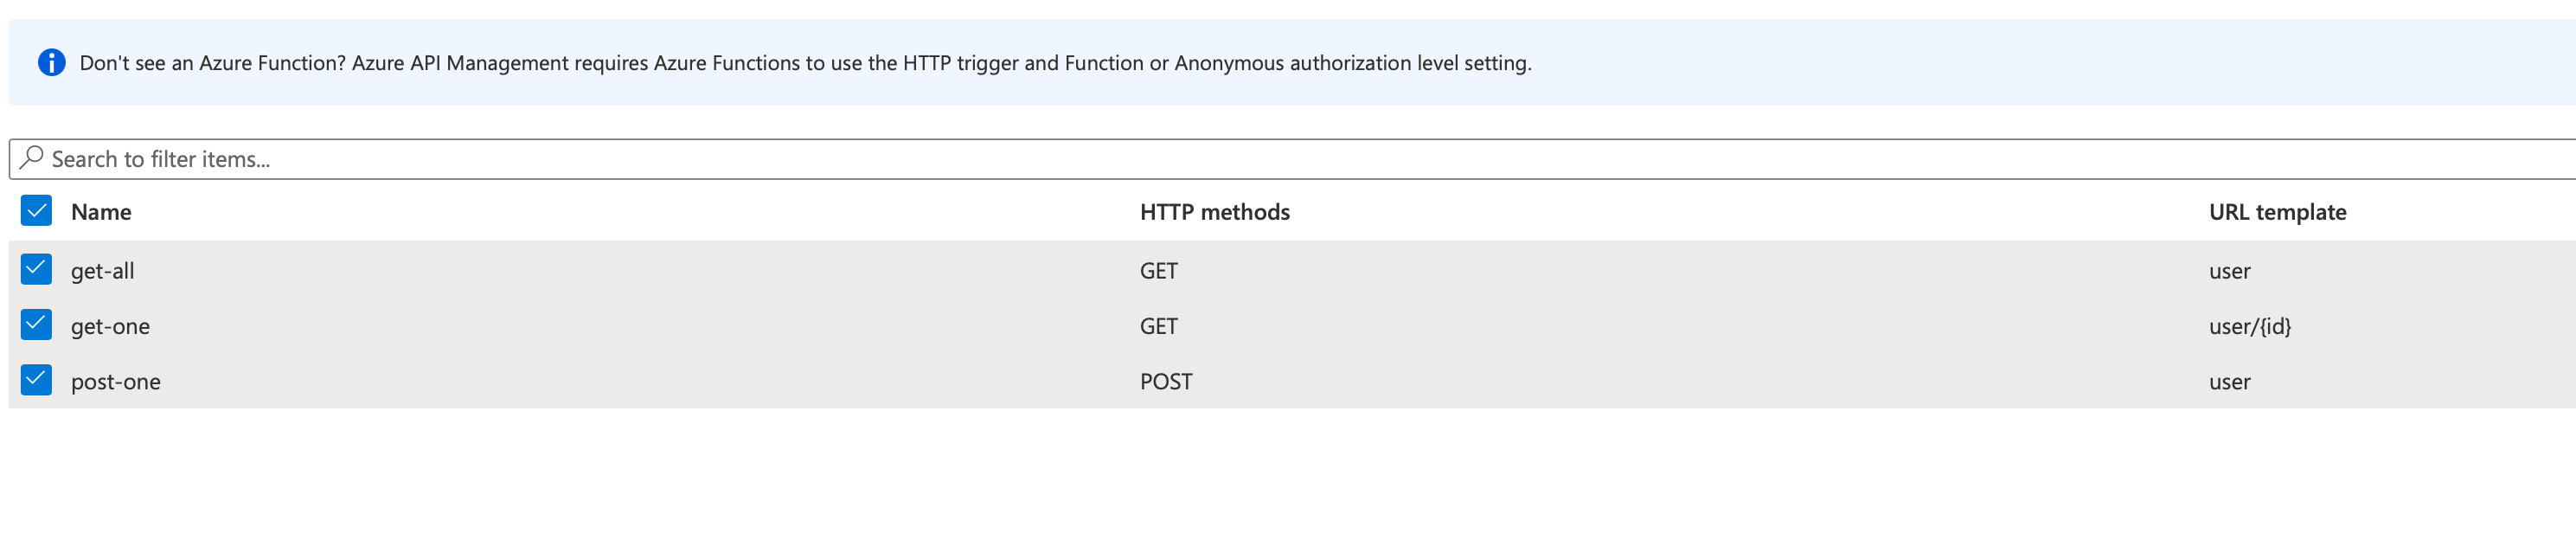 Don't see an Azure Function? Azure API Management requires Azure Functions to use the HTTP trigger and Function or Anonymous authorization level setting.
Search to filter items...
Name HTTP methods URL template
get-all GET user
get-one GET user/{id}
post-one POST user